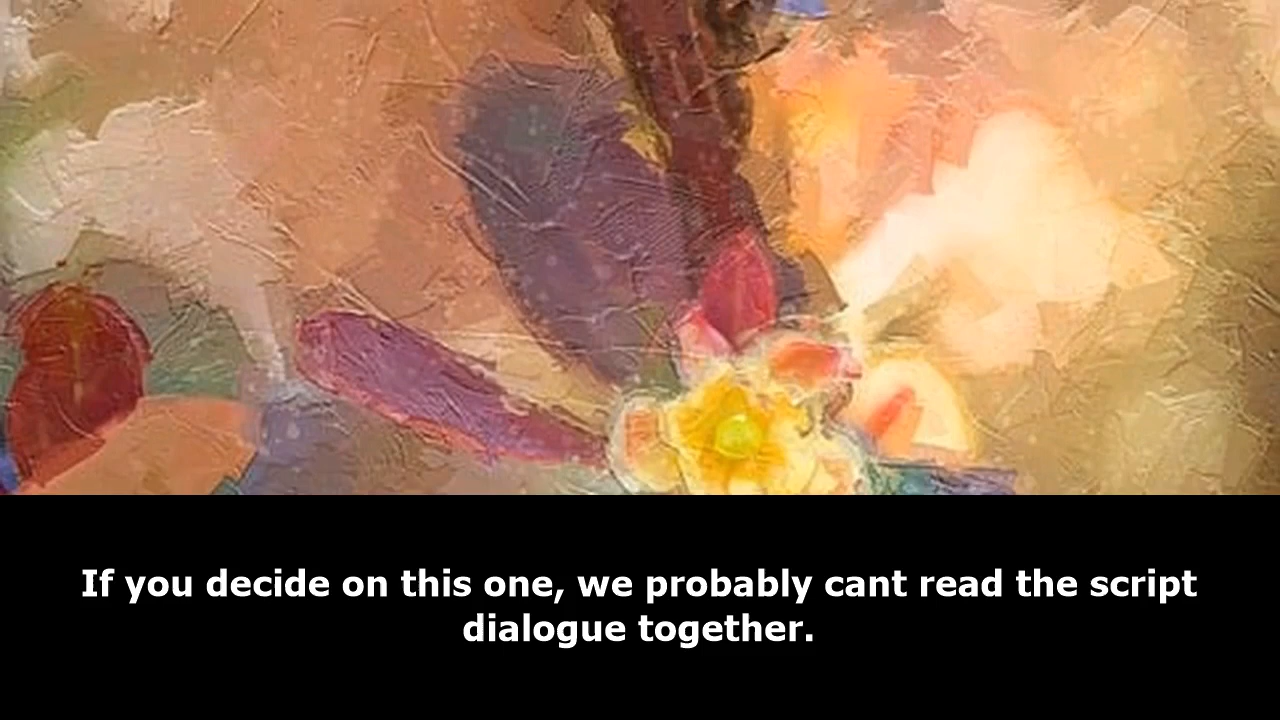 If you decide on this one, we probably cant read the script
dialogue together.